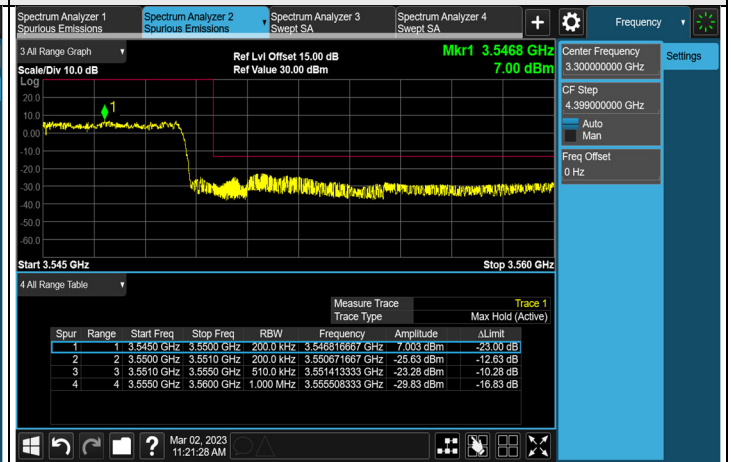 Spectrum Analyzer 1
Spurious Emissions
Spectrum Analyzer 2
Spurious Emissions
Spectrum Analyzer 3
Swept SA
Spectrum Analyzer 4
Swept SA
+
Frequency
3 All Range Graph
Ref Lvl Offset 15.00 dB
Mkr1 3.5468 GHz
Scale/Div 10.0 dB
Ref Value 30.00 dBm
7.00 dBm
Log
20.0
10.0
0.00
-10.0
-20.0
-30.0
-40.0
-50.0
-60.0
1
Start 3.545 GHz
Stop 3.560 GHz
Center Frequency
3.300000000 GHz
Settings
CF Step
4.399000000 GHz
Auto
Man
Freq Offset
0 Hz
4 All Range Table
Measure Trace Trace 1
Trace Type Max Hold (Active)
Spur Range Start Freq Stop Freq RBW Frequency Amplitude ΔLimit
1 1 3.5450 GHz 3.5500 GHz 200.0 kHz 3.546816667 GHz 7.003 dBm -23.00 dB
2 2 3.5500 GHz 3.5510 GHz 200.0 kHz 3.550671667 GHz -25.63 dBm -12.63 dB
3 3 3.5510 GHz 3.5550 GHz 510.0 kHz 3.551413333 GHz -23.28 dBm -10.28 dB
4 4 3.5550 GHz 3.5600 GHz 1.000 MHz 3.555508333 GHz -29.83 dBm -16.83 dB
?
Mar 02, 2023
11:21:28 AM